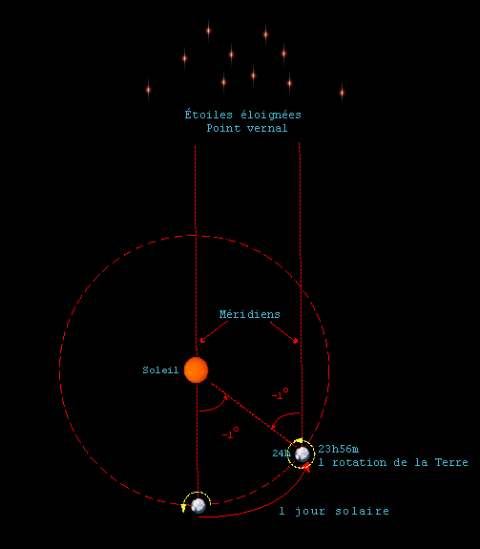 Étoiles éloignées
Point vernal
Méridiens
Soleil
~1°
~1°
24h
23h56m
1 rotation de la Terre
1 jour solaire